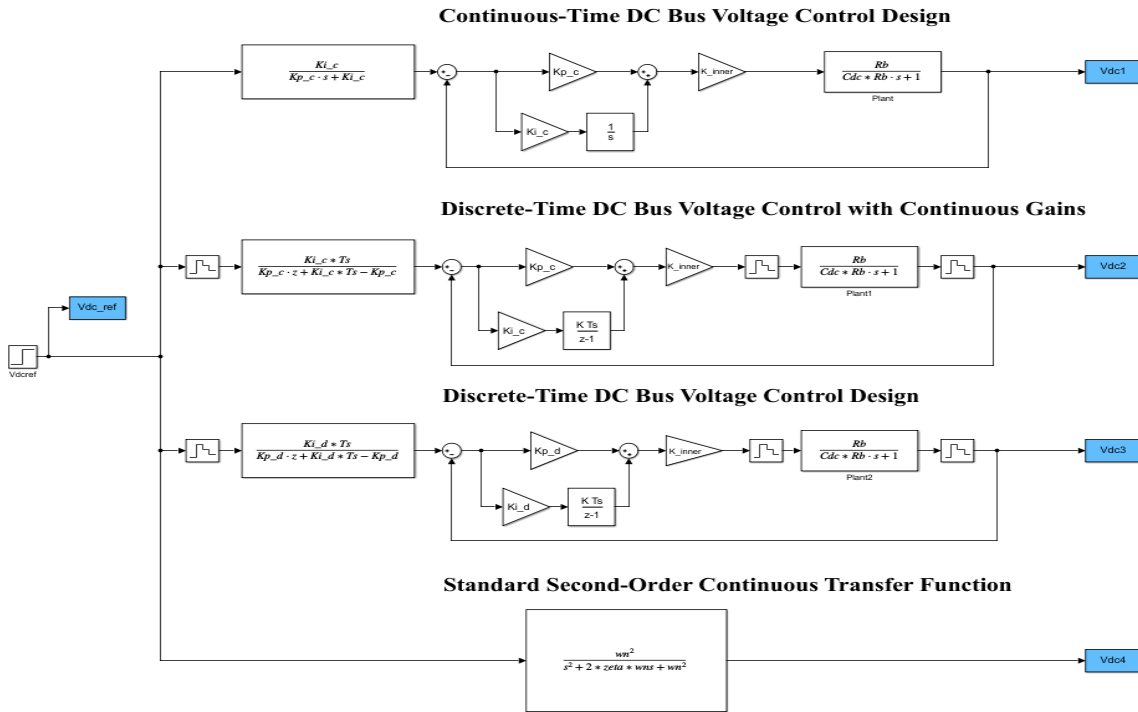 Continuous-Time DC Bus Voltage Control Design
Ki_c
Kp_c · s + Ki_c
Kp_c
K_inner
Rb
Cdc * Rb · s + 1
Plant
Vdc1
Ki_c
1
s
Discrete-Time DC Bus Voltage Control with Continuous Gains
Ki_c * Ts
Kp_c · z + Ki_c * Ts − Kp_c
Kp_c
K_inner
Rb
Cdc * Rb · s + 1
Plant1
Vdc2
Ki_c
K Ts
z-1
Vdc_ref
Vdcref
Discrete-Time DC Bus Voltage Control Design
Ki_d * Ts
Kp_d · z + Ki_d * Ts − Kp_d
Kp_d
K_inner
Rb
Cdc * Rb · s + 1
Plant2
Vdc3
Ki_d
K Ts
z-1
Standard Second-Order Continuous Transfer Function
wn²
s² + 2 * zeta * wns + wn²
Vdc4